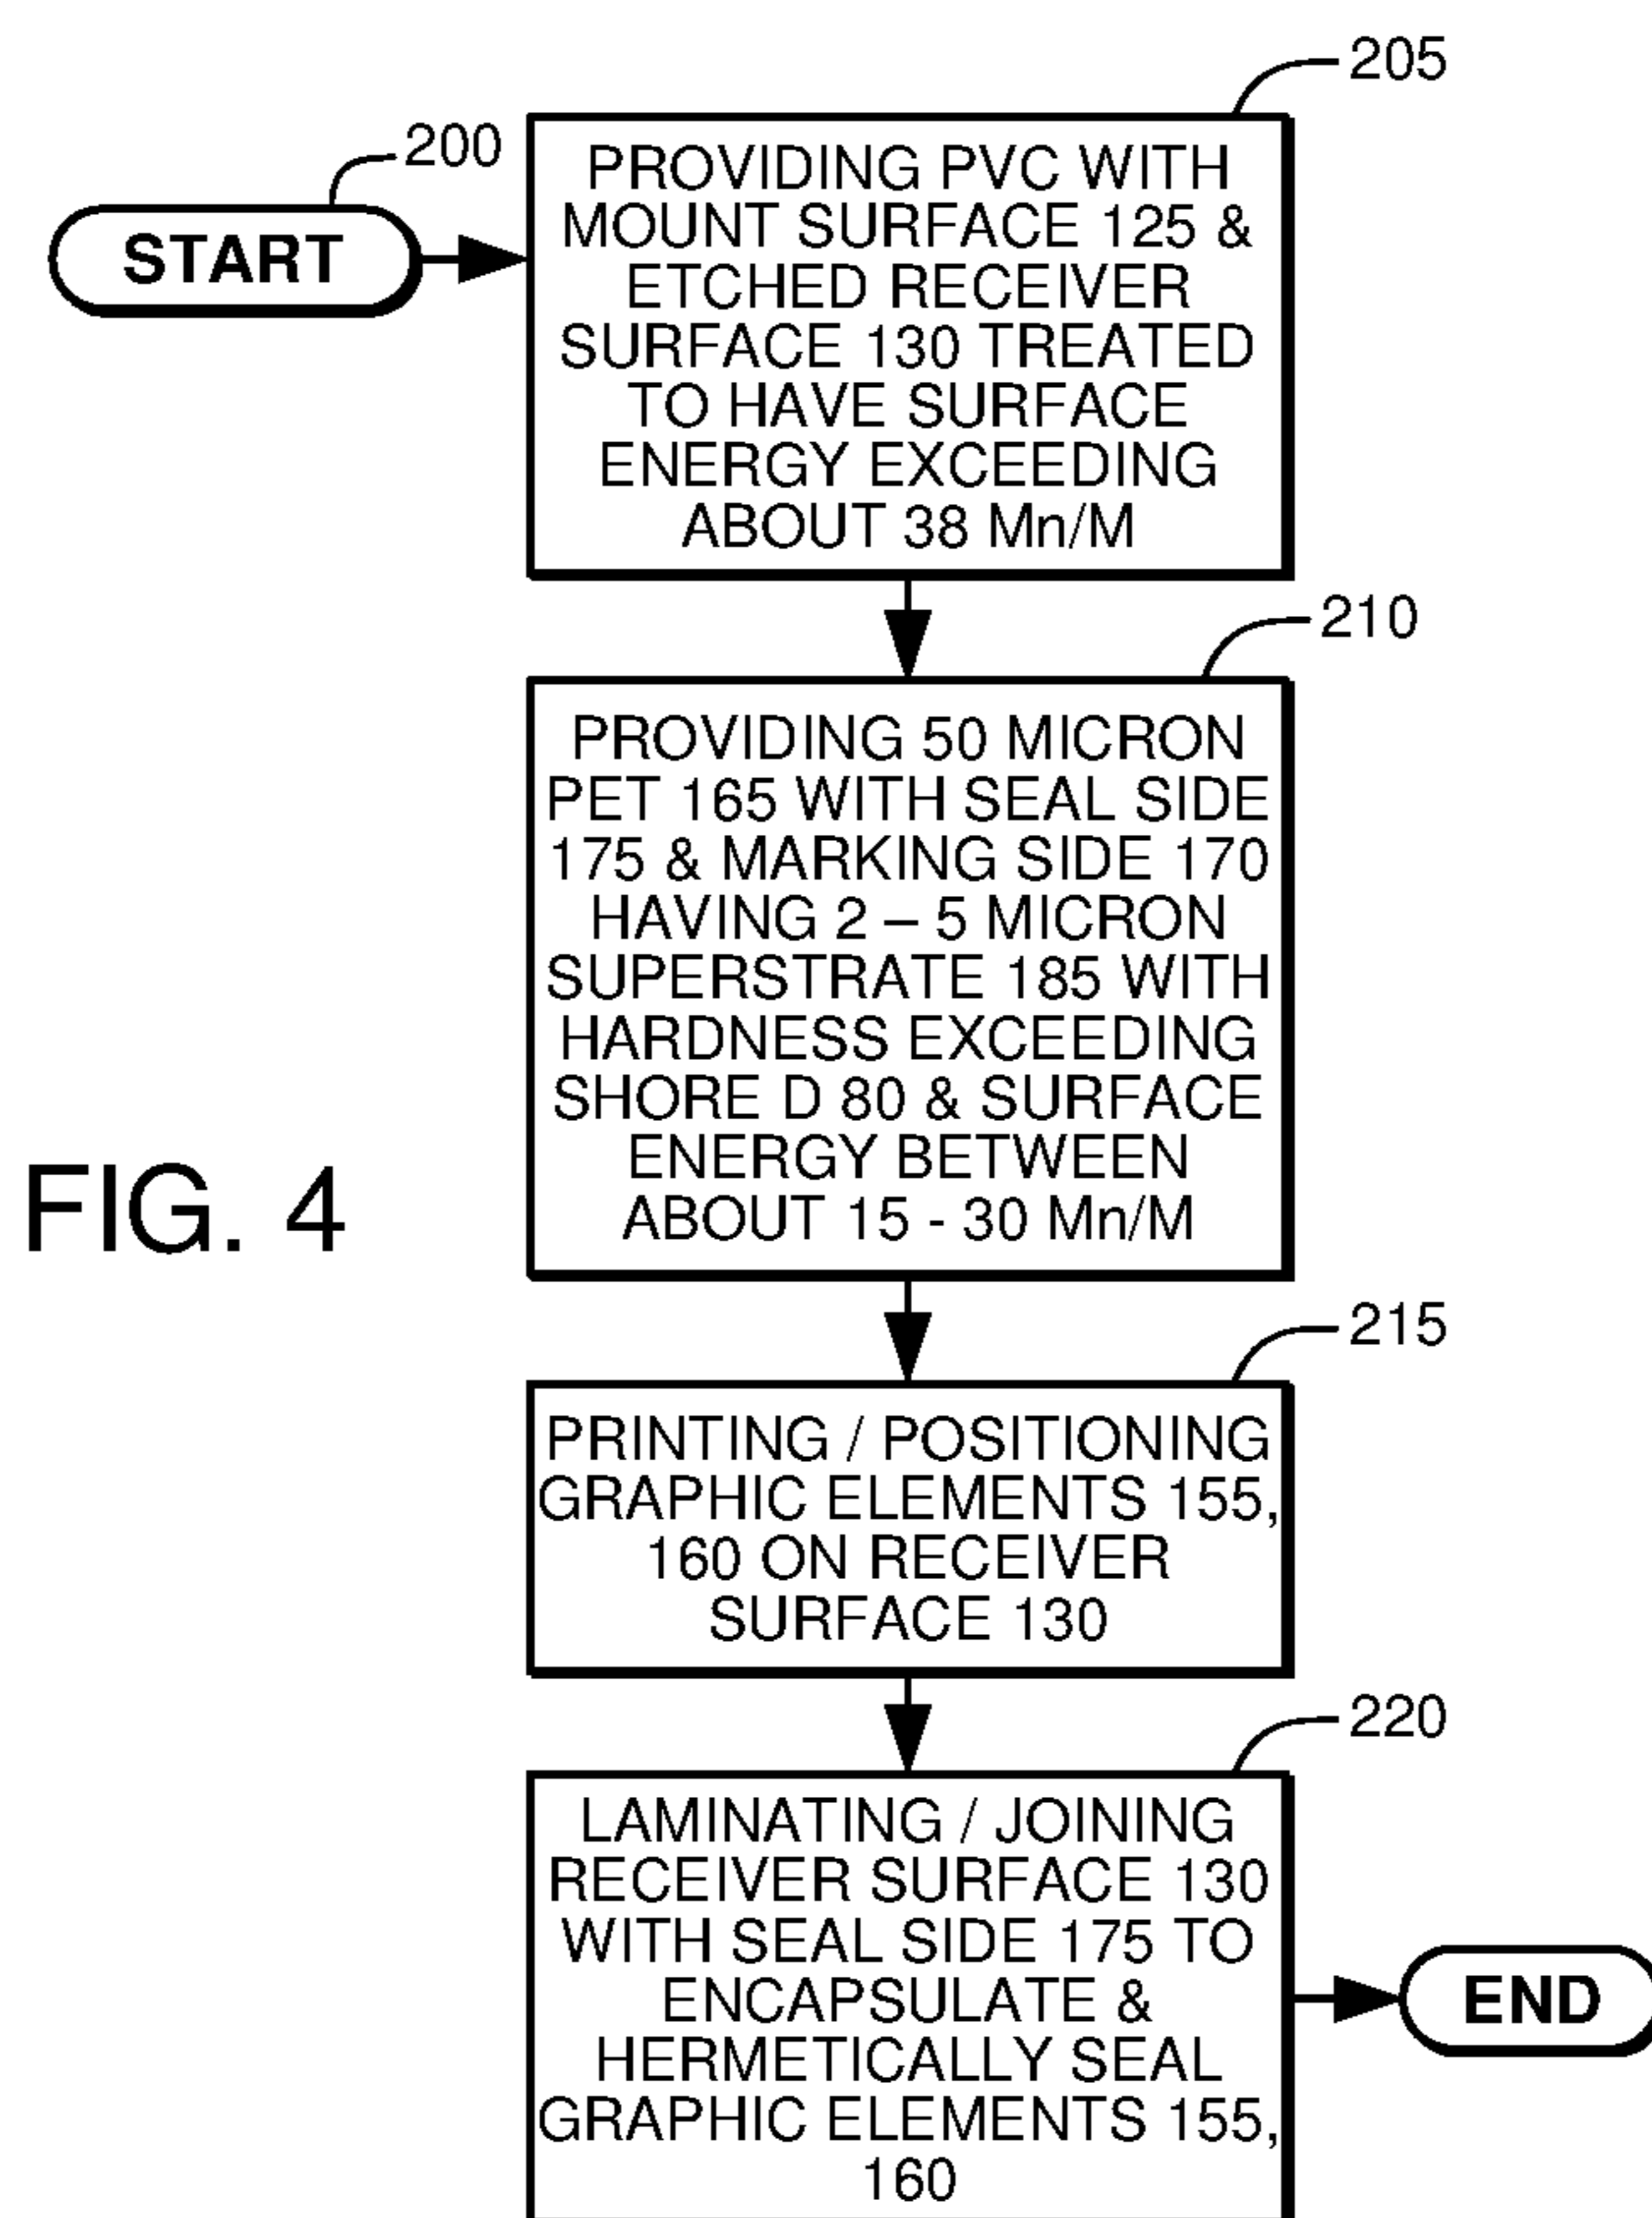 205
200
START
PROVIDING PVC WITH
MOUNT SURFACE 125 &
ETCHED RECEIVER
SURFACE 130 TREATED
TO HAVE SURFACE
ENERGY EXCEEDING
ABOUT 38 Mn/M
210
PROVIDING 50 MICRON
PET 165 WITH SEAL SIDE
175 & MARKING SIDE 170
HAVING 2 – 5 MICRON
SUPERSTRATE 185 WITH
HARDNESS EXCEEDING
SHORE D 80 & SURFACE
ENERGY BETWEEN
ABOUT 15 - 30 Mn/M
FIG. 4
215
PRINTING / POSITIONING
GRAPHIC ELEMENTS 155,
160 ON RECEIVER
SURFACE 130
220
LAMINATING / JOINING
RECEIVER SURFACE 130
WITH SEAL SIDE 175 TO
ENCAPSULATE &
HERMETICALLY SEAL
GRAPHIC ELEMENTS 155,
160
END